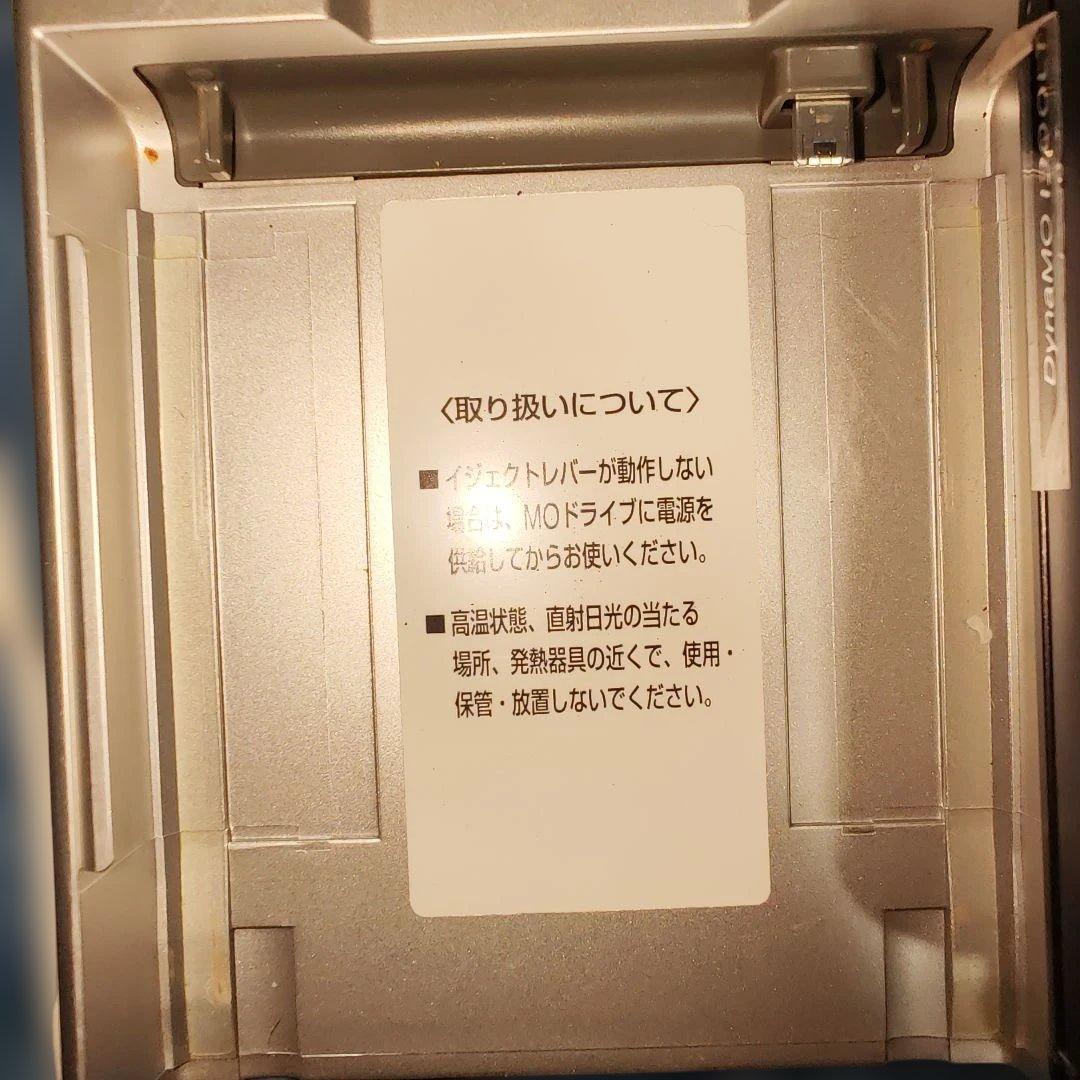 〈取り扱いについて〉
■ イジェクトレバーが動作しない
場合は、MOドライブに電源を
供給してからお使いください。
■ 高温状態、直射日光の当たる
場所、発熱器具の近くで、使用・
保管・放置しないでください。
DynaMO